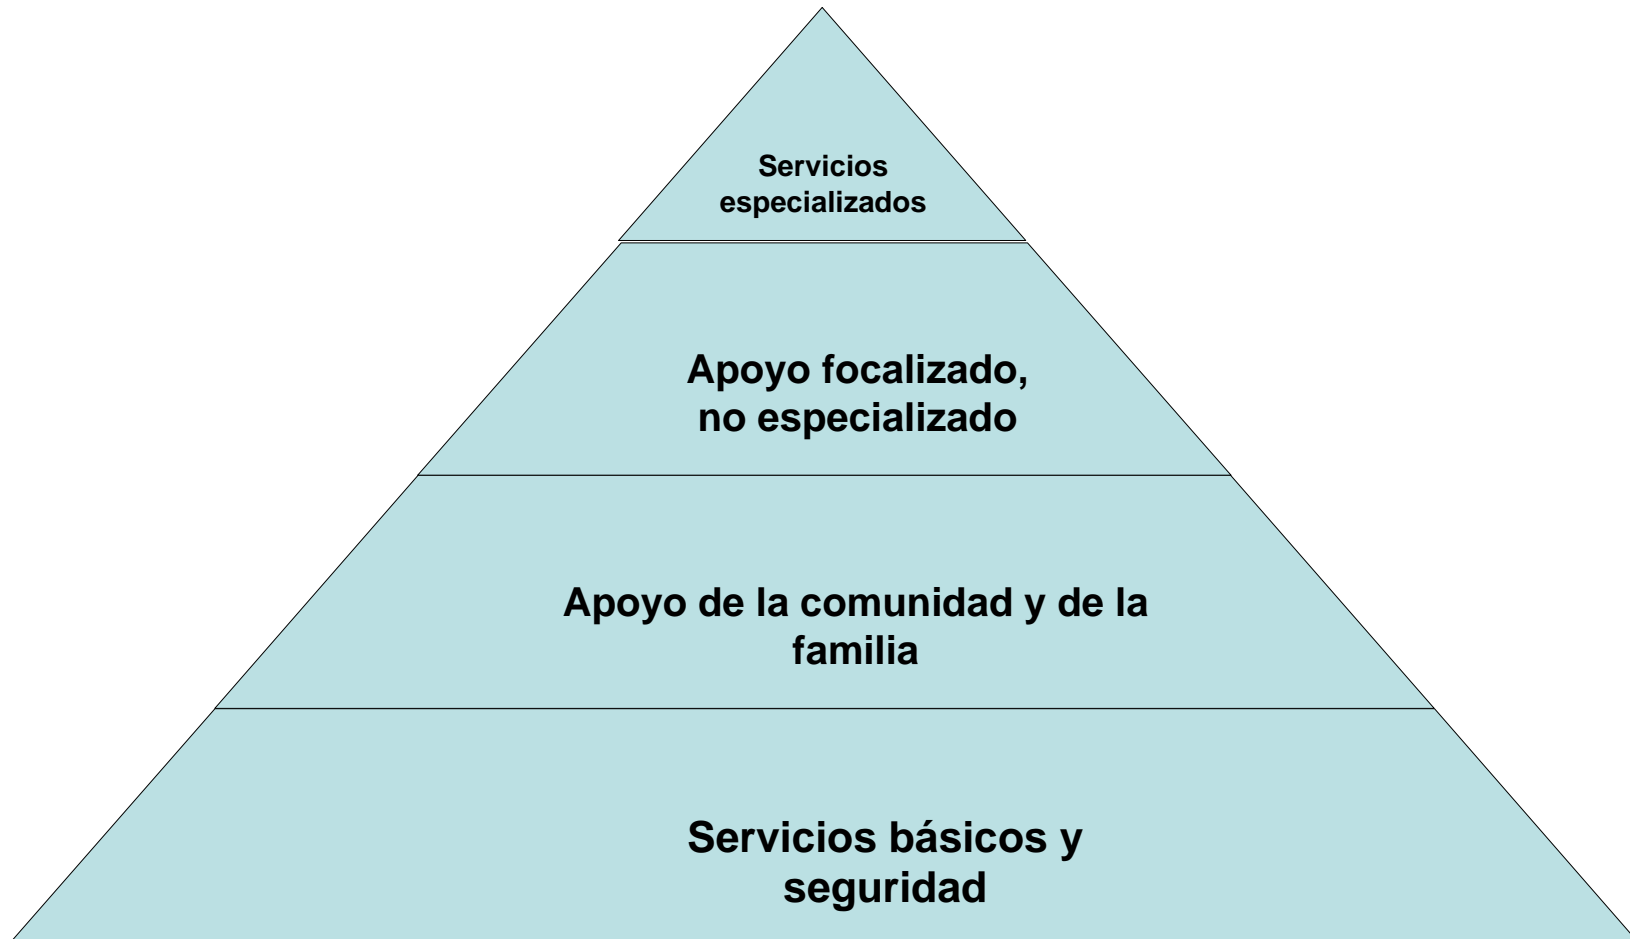 Servicios
especializados
Apoyo focalizado,
no especializado
Apoyo de la comunidad y de la
familia
Servicios básicos y
seguridad